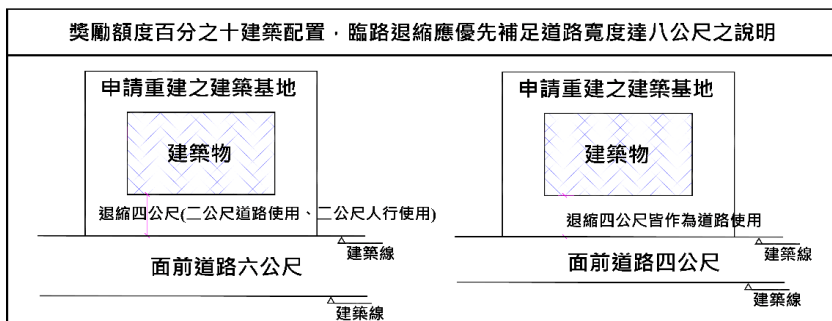 獎勵額度百分之十建築配置，臨路退縮應優先補足道路寬度達八公尺之說明
申請重建之建築基地
建築物
退縮四公尺(二公尺道路使用、二公尺人行使用)
建築線
面前道路六公尺
建築線
申請重建之建築基地
建築物
退縮四公尺皆作為道路使用
建築線
面前道路四公尺
建築線